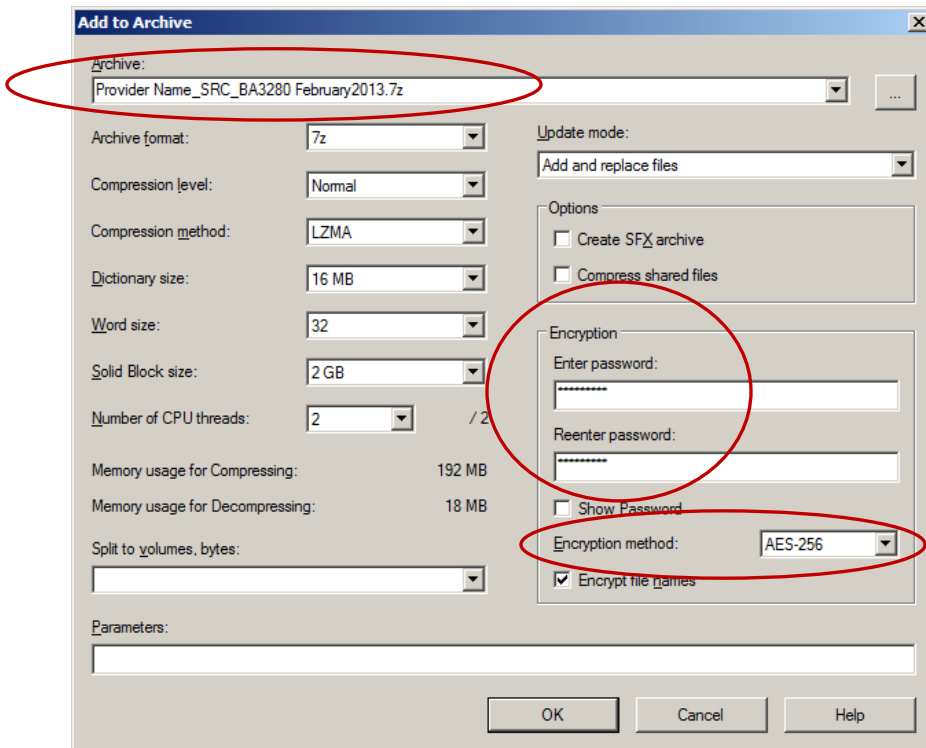 Add to Archive
Archive:
Provider Name_SRC_BA3280 February2013.7z
...
Archive format:
7z
Compression level:
Normal
Compression method:
LZMA
Dictionary size:
16 MB
Word size:
32
Solid Block size:
2 GB
Number of CPU threads:
2
/ 2
Memory usage for Compressing:
192 MB
Memory usage for Decompressing:
18 MB
Split to volumes, bytes:
Update mode:
Add and replace files
Options
Create SFX archive
Compress shared files
Encryption
Enter password:
*********
Reenter password:
*********
Show Password
Encryption method:
AES-256
Encrypt file names
Parameters:
OK
Cancel
Help